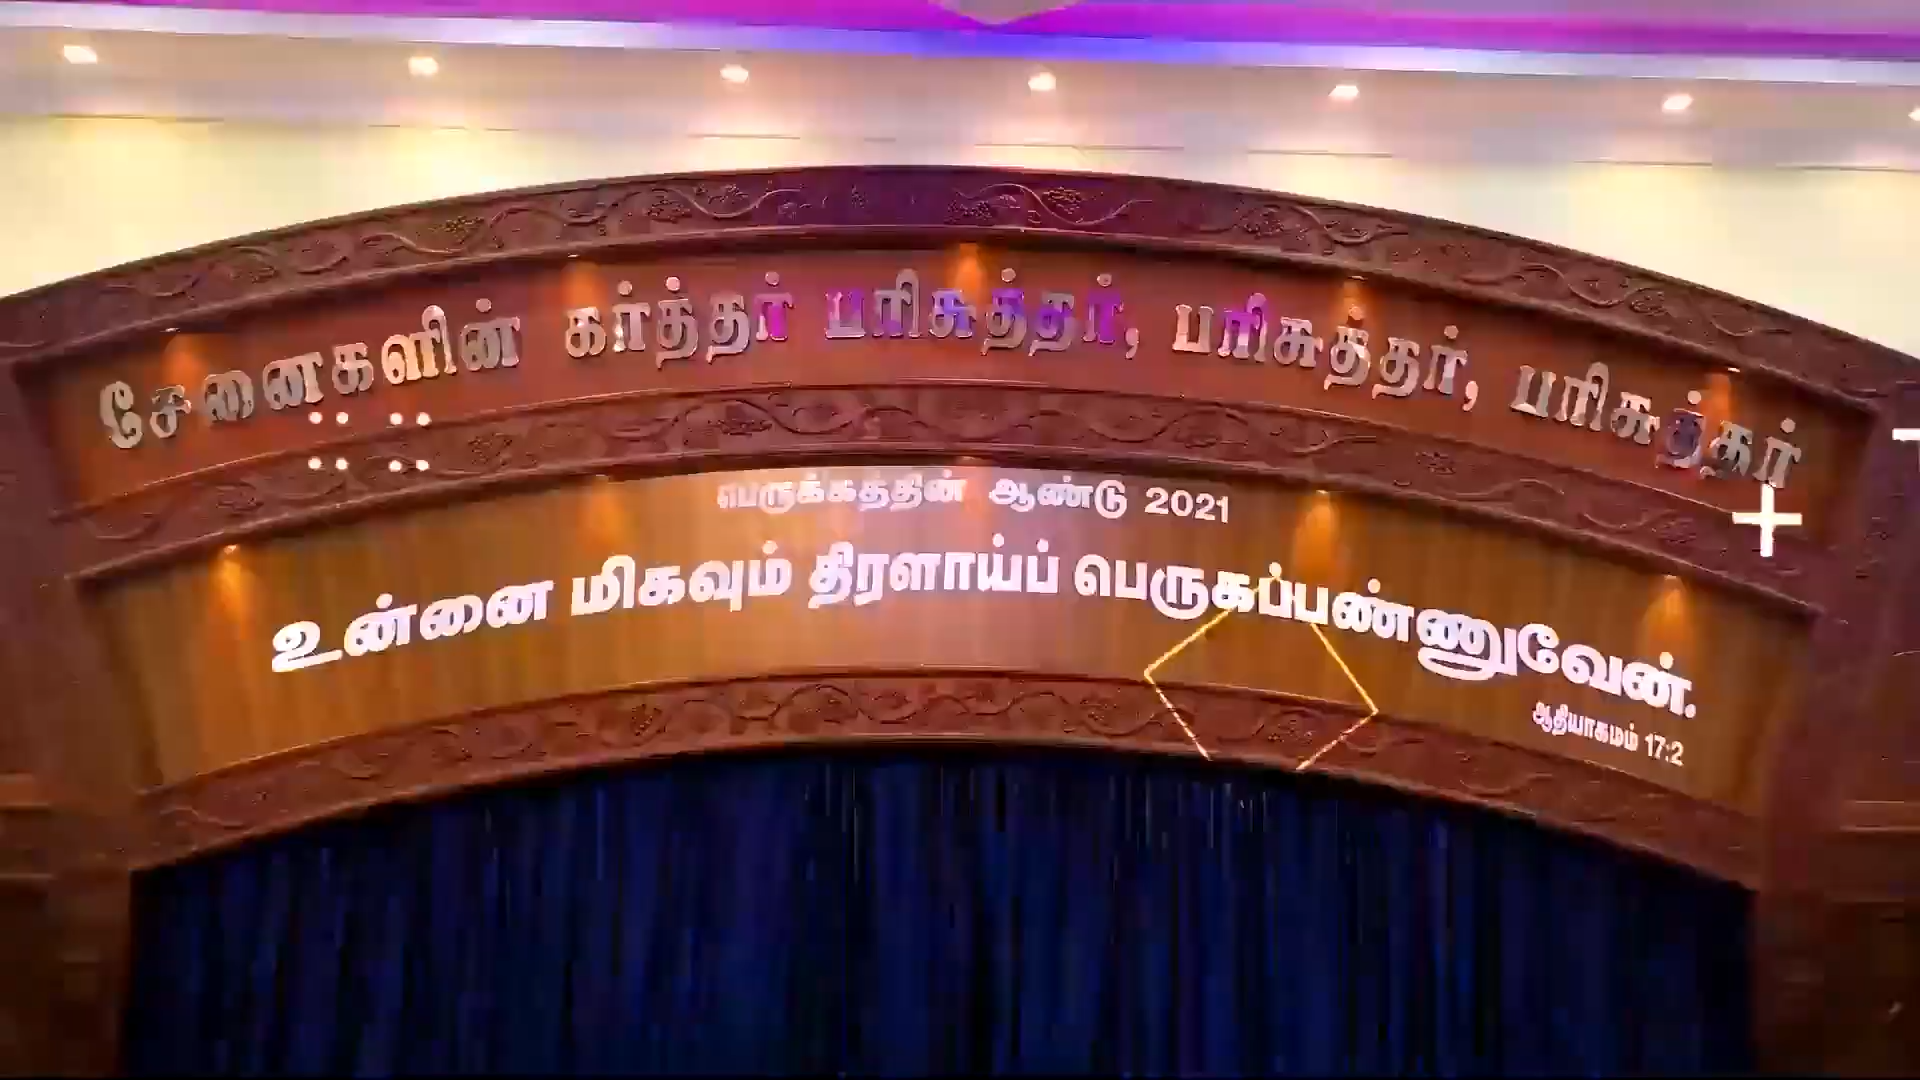 சேனைகளின் கர்த்தர் பரிசுத்தர், பரிசுத்தர், பரிசுத்தர்
பெருக்கத்தின் ஆண்டு 2021
உன்னை மிகவும் திரளாய்ப் பெருகப்பண்ணுவேன்.
ஆதியாகமம் 17:2